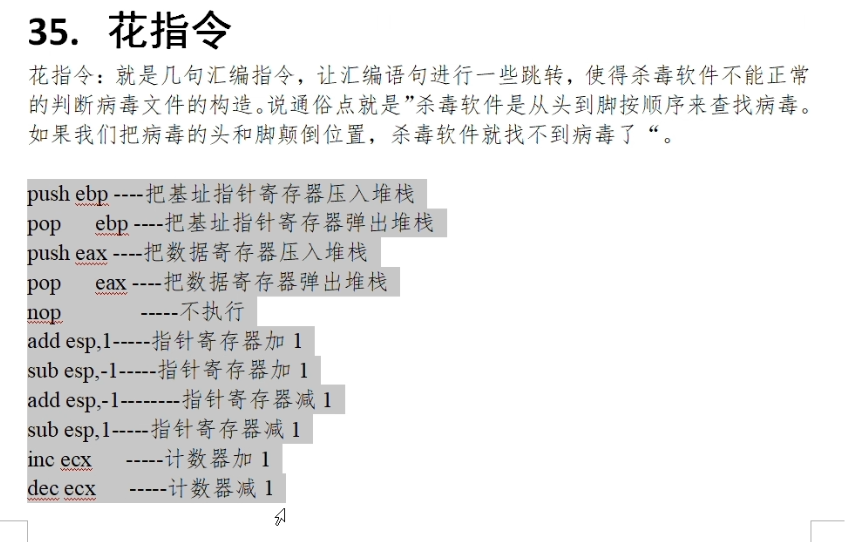 35. 花指令
花指令：就是几句汇编指令，让汇编语句进行一些跳转，使得杀毒软件不能正常
的判断病毒文件的构造。说通俗点就是”杀毒软件是从头到脚按顺序来查找病毒。
如果我们把病毒的头和脚颠倒位置，杀毒软件就找不到病毒了“。
push ebp ----把基址指针寄存器压入堆栈
pop ebp ----把基址指针寄存器弹出堆栈
push eax ----把数据寄存器压入堆栈
pop eax ----把数据寄存器弹出堆栈
nop -----不执行
add esp,1-----指针寄存器加 1
sub esp,-1-----指针寄存器加 1
add esp,-1--------指针寄存器减 1
sub esp,1-----指针寄存器减 1
inc ecx -----计数器加 1
dec ecx -----计数器减 1